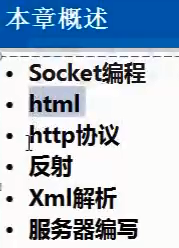 本章概述
• Socket编程
• html
• http协议
• 反射
• Xml解析
• 服务器编写